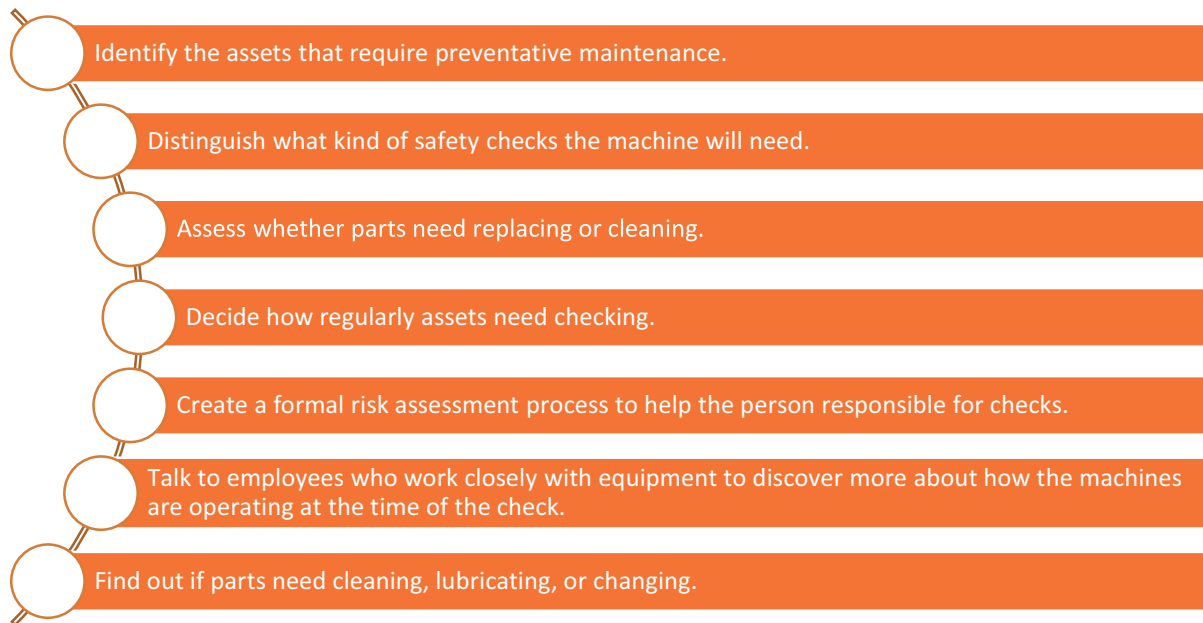 Identify the assets that require preventative maintenance.
Distinguish what kind of safety checks the machine will need.
Assess whether parts need replacing or cleaning.
Decide how regularly assets need checking.
Create a formal risk assessment process to help the person responsible for checks.
Talk to employees who work closely with equipment to discover more about how the machines
are operating at the time of the check.
Find out if parts need cleaning, lubricating, or changing.